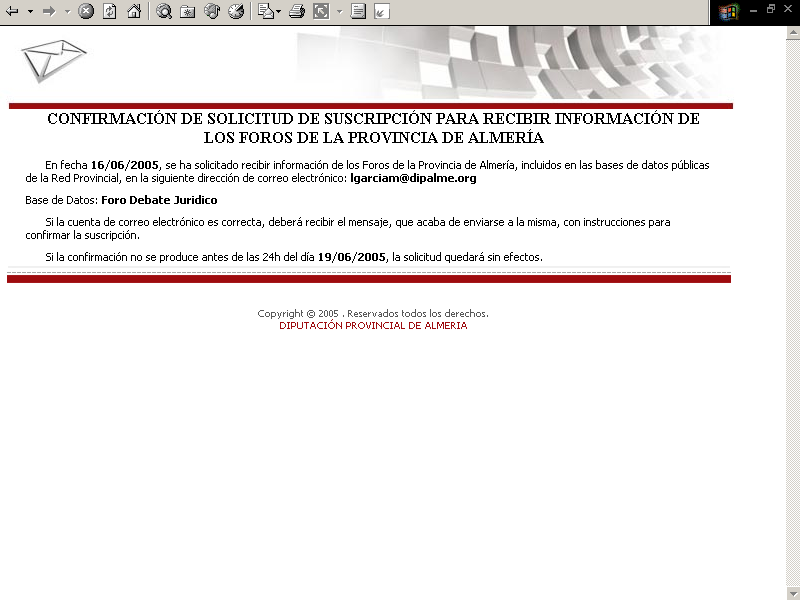 CONFIRMACIÓN DE SOLICITUD DE SUSCRIPCIÓN PARA RECIBIR INFORMACIÓN DE
LOS FOROS DE LA PROVINCIA DE ALMERÍA
En fecha 16/06/2005, se ha solicitado recibir información de los Foros de la Provincia de Almería, incluidos en las bases de datos públicas
de la Red Provincial, en la siguiente dirección de correo electrónico: lgarciam@dipalme.org
Base de Datos: Foro Debate Juridico
Si la cuenta de correo electrónico es correcta, deberá recibir el mensaje, que acaba de enviarse a la misma, con instrucciones para
confirmar la suscripción.
Si la confirmación no se produce antes de las 24h del día 19/06/2005, la solicitud quedará sin efectos.
Copyright © 2005 . Reservados todos los derechos.
DIPUTACIÓN PROVINCIAL DE ALMERIA